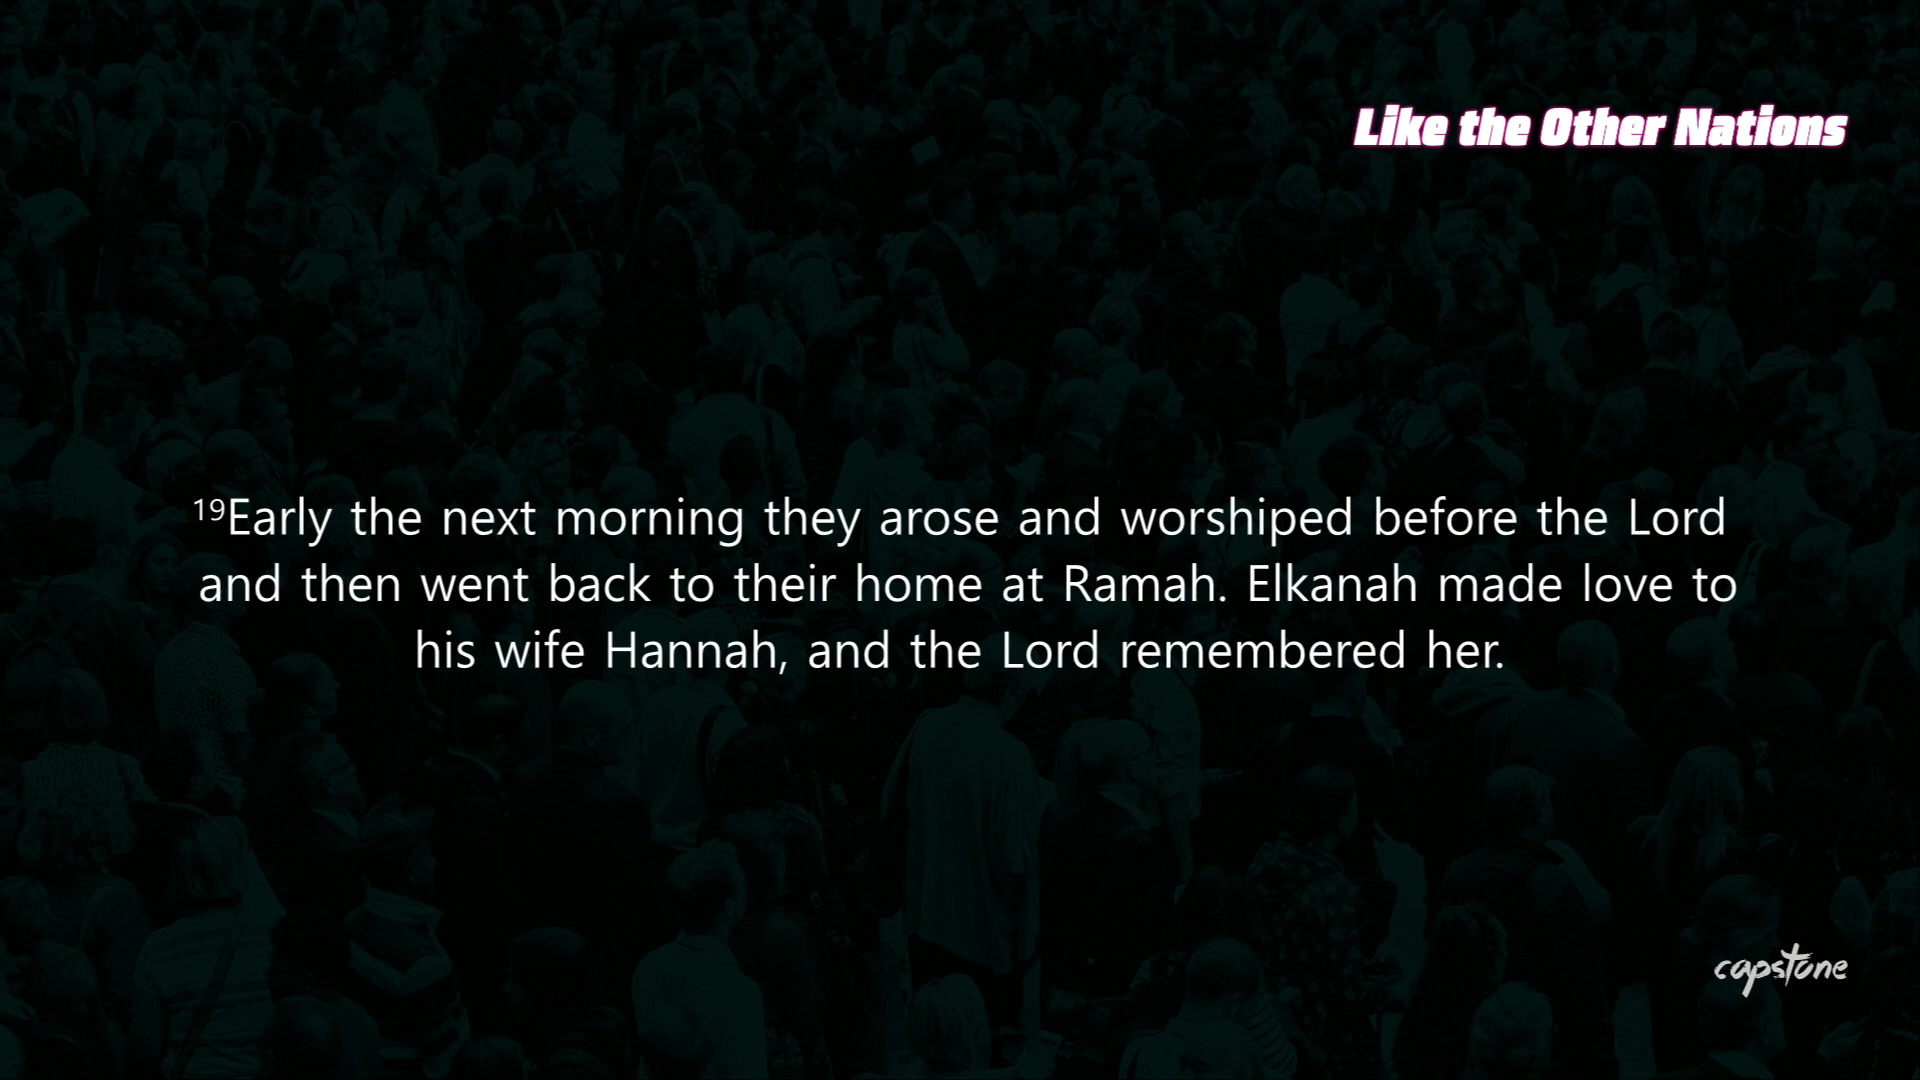 Like the Other Nations
¹⁹Early the next morning they arose and worshiped before the Lord
and then went back to their home at Ramah. Elkanah made love to
his wife Hannah, and the Lord remembered her.
capstone